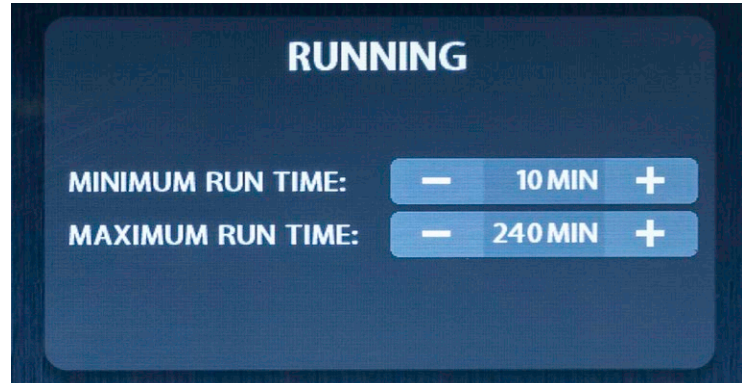 RUNNING
MINIMUM RUN TIME: − 10 MIN +
MAXIMUM RUN TIME: − 240 MIN +